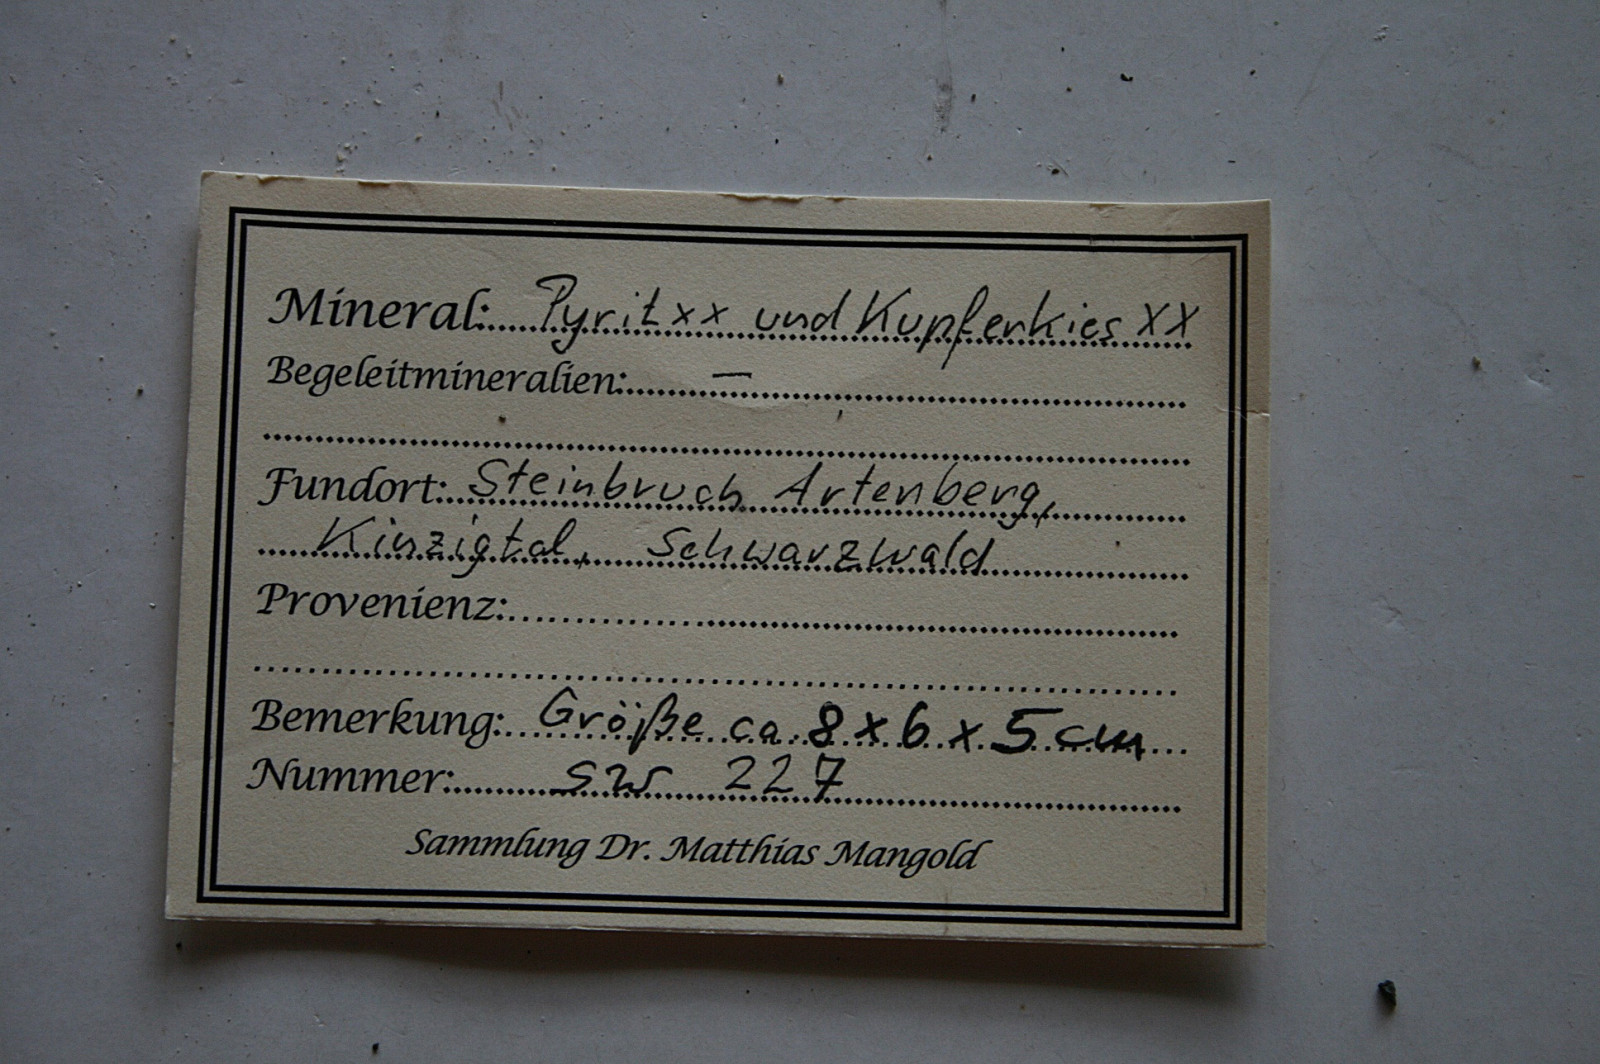 Mineral: Pyrit xx und Kupferkies XX
Begeleitmineralien: —
Fundort: Steinbruch Artenberg,
Kinzigtal, Schwarzwald
Provenienz:
Bemerkung: Größe ca 8 x 6 x 5 cm
Nummer: SW 227
Sammlung Dr. Matthias Mangold